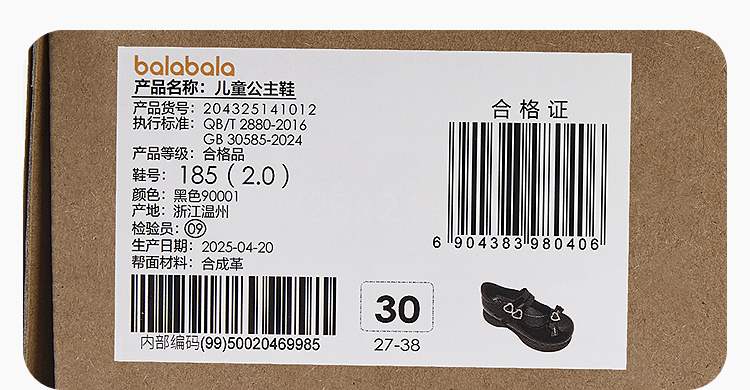 balabala
产品名称：儿童公主鞋
产品货号：204325141012
执行标准：QB/T 2880-2016
GB 30585-2024
产品等级：合格品
鞋号：185（2.0）
颜色：黑色90001
产地：浙江温州
检验员：09
生产日期：2025-04-20
帮面材料：合成革
内部编码(99)50020469985
合格证
6 904383 980406
30
27-38